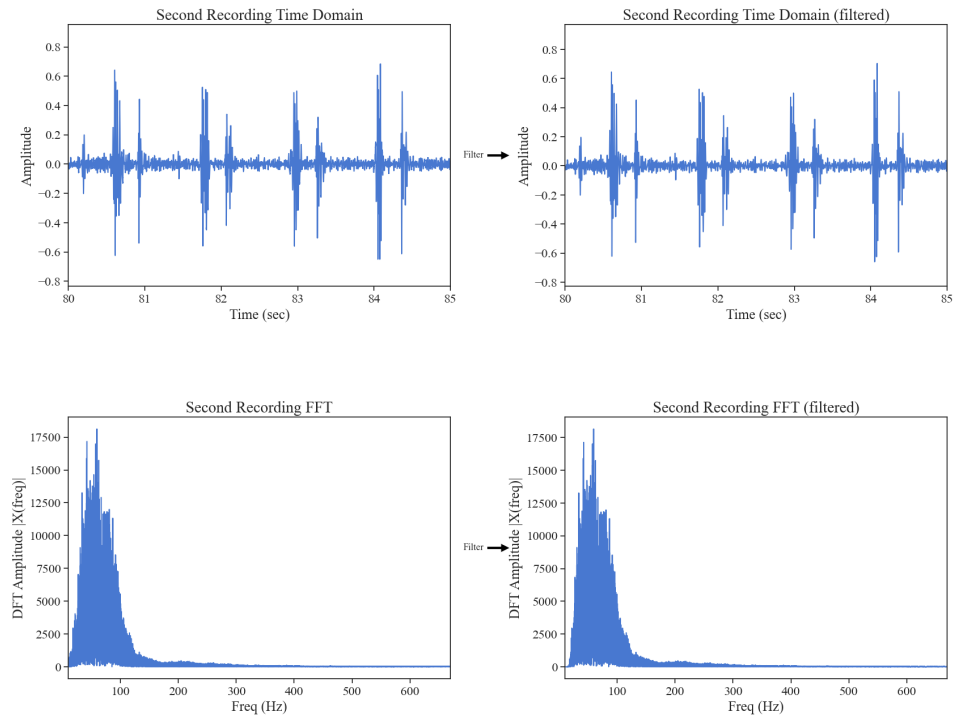 Second Recording Time Domain
0.8
0.6
0.4
0.2
0.0
−0.2
−0.4
−0.6
−0.8
Amplitude
80 81 82 83 84 85
Time (sec)
Filter
Second Recording Time Domain (filtered)
0.8
0.6
0.4
0.2
0.0
−0.2
−0.4
−0.6
−0.8
Amplitude
80 81 82 83 84 85
Time (sec)
Second Recording FFT
17500
15000
12500
10000
7500
5000
2500
0
DFT Amplitude |X(freq)|
100 200 300 400 500 600
Freq (Hz)
Filter
Second Recording FFT (filtered)
17500
15000
12500
10000
7500
5000
2500
0
DFT Amplitude |X(freq)|
100 200 300 400 500 600
Freq (Hz)